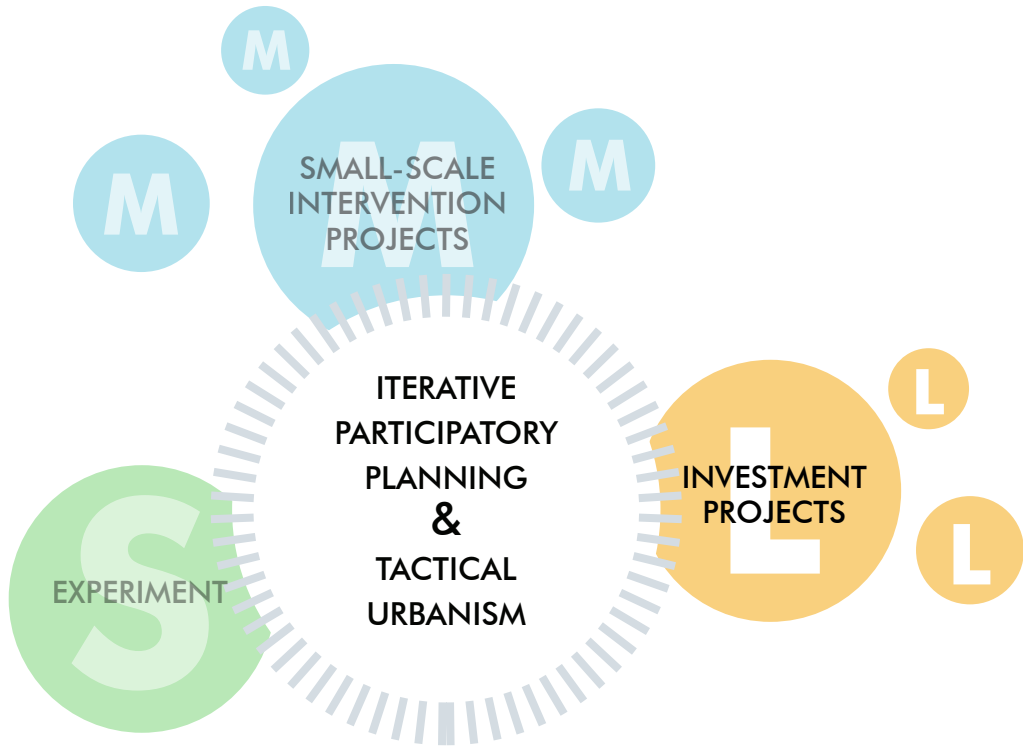 M
M
M
M
SMALL-SCALE
INTERVENTION
PROJECTS
ITERATIVE
PARTICIPATORY
PLANNING
&
TACTICAL
URBANISM
L
L
INVESTMENT
PROJECTS
L
S
EXPERIMENT